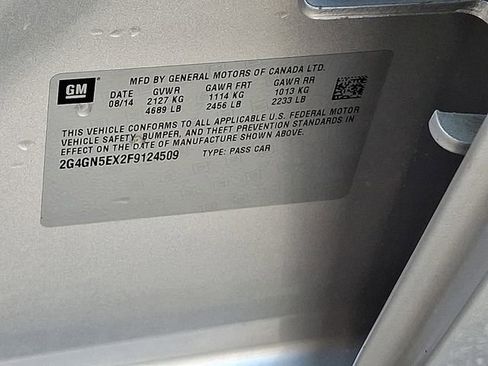 GM
MFD BY GENERAL MOTORS OF CANADA LTD.
DATE GVWR GAWR FRT GAWR RR
08/14 2127 KG 1114 KG 1013 KG
4689 LB 2456 LB 2233 LB
THIS VEHICLE CONFORMS TO ALL APPLICABLE U.S. FEDERAL MOTOR
VEHICLE SAFETY, BUMPER, AND THEFT PREVENTION STANDARDS IN
EFFECT ON THE DATE OF MANUFACTURE SHOWN ABOVE.
2G4GN5EX2F9124509 TYPE: PASS CAR